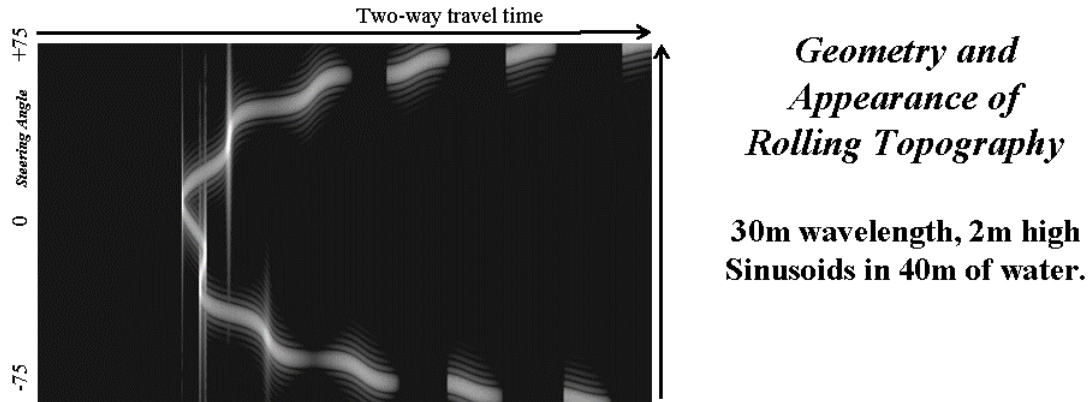 Two-way travel time
+75
Steering Angle
0
-75
Geometry and
Appearance of
Rolling Topography
30m wavelength, 2m high
Sinusoids in 40m of water.